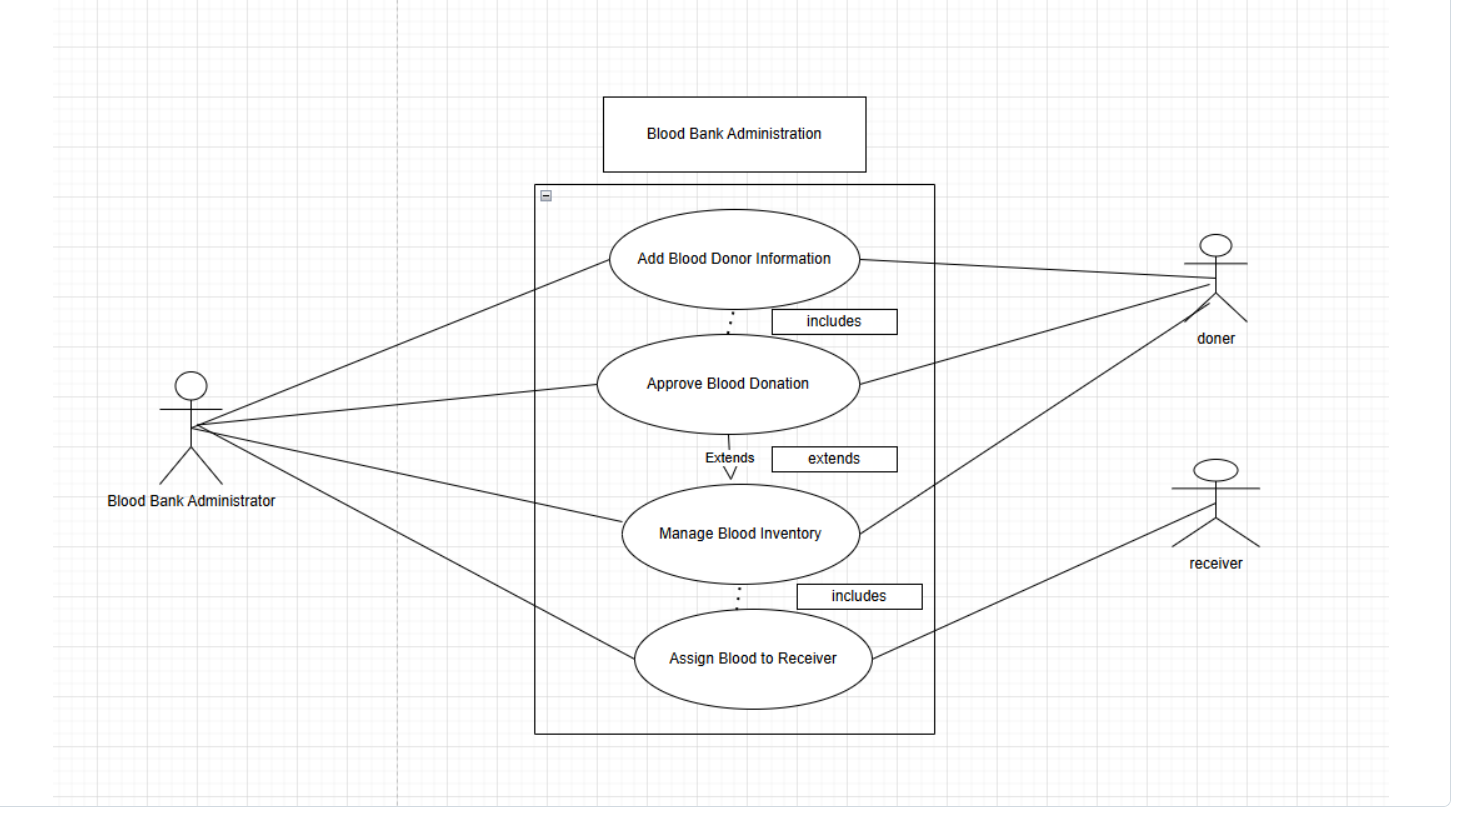 Blood Bank Administration
Add Blood Donor Information
includes
doner
Approve Blood Donation
Extends
extends
Blood Bank Administrator
Manage Blood Inventory
receiver
includes
Assign Blood to Receiver